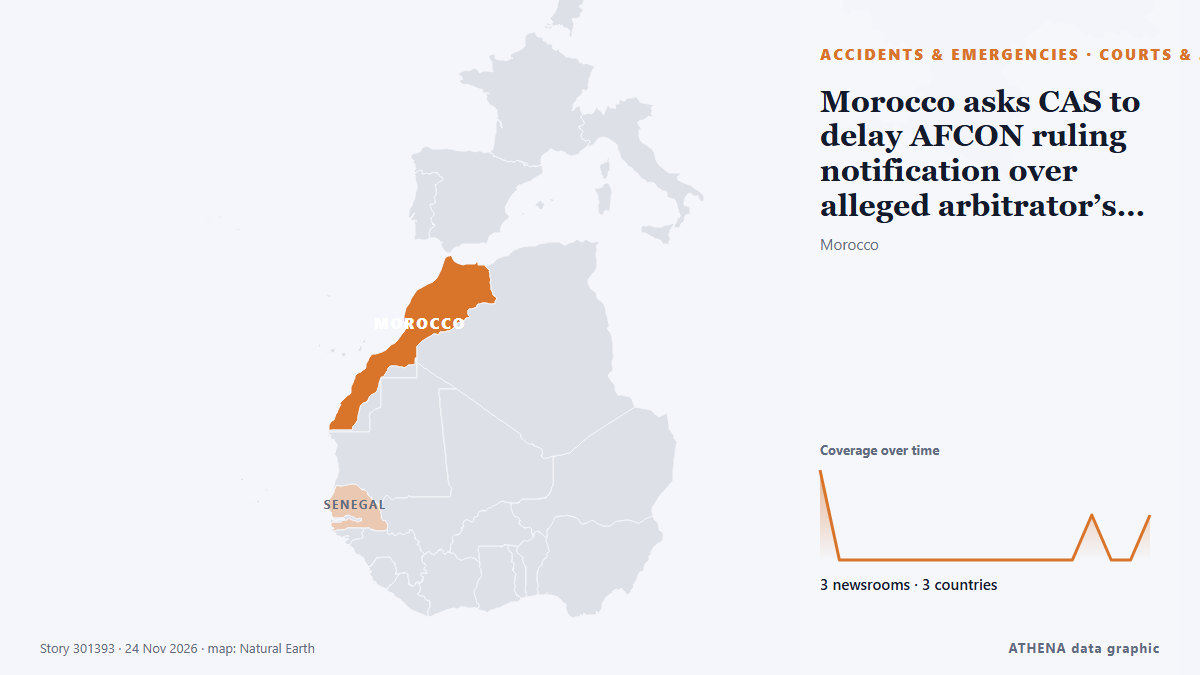 ACCIDENTS & EMERGENCIES · COURTS &
Morocco asks CAS to
delay AFCON ruling
notification over
alleged arbitrator's…
Morocco
MOROCCO
SENEGAL
Coverage over time
3 newsrooms · 3 countries
Story 301393 · 24 Nov 2026 · map: Natural Earth
ATHENA data graphic